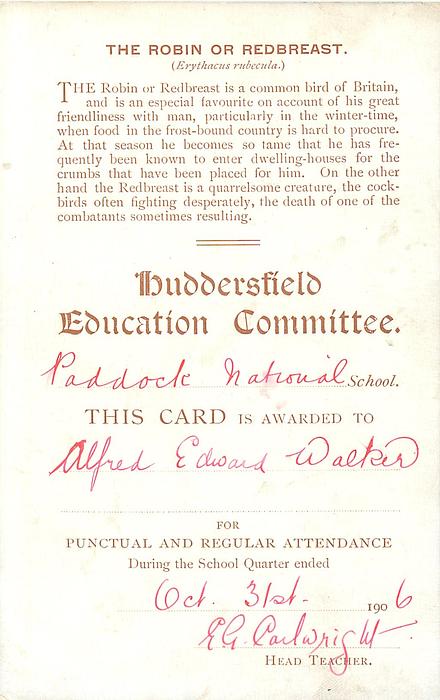 THE ROBIN OR REDBREAST.
(Erythacus rubecula.)
THE Robin or Redbreast is a common bird of Britain,
and is an especial favourite on account of his great
friendliness with man, particularly in the winter-time,
when food in the frost-bound country is hard to procure.
At that season he becomes so tame that he has fre-
quently been known to enter dwelling-houses for the
crumbs that have been placed for him. On the other
hand the Redbreast is a quarrelsome creature, the cock-
birds often fighting desperately, the death of one of the
combatants sometimes resulting.
Huddersfield
Education Committee.
Paddock National School.
THIS CARD IS AWARDED TO
Alfred Edward Walker
FOR
PUNCTUAL AND REGULAR ATTENDANCE
During the School Quarter ended
Oct. 31st. 1906
E.G. Cartwright.
HEAD TEACHER.